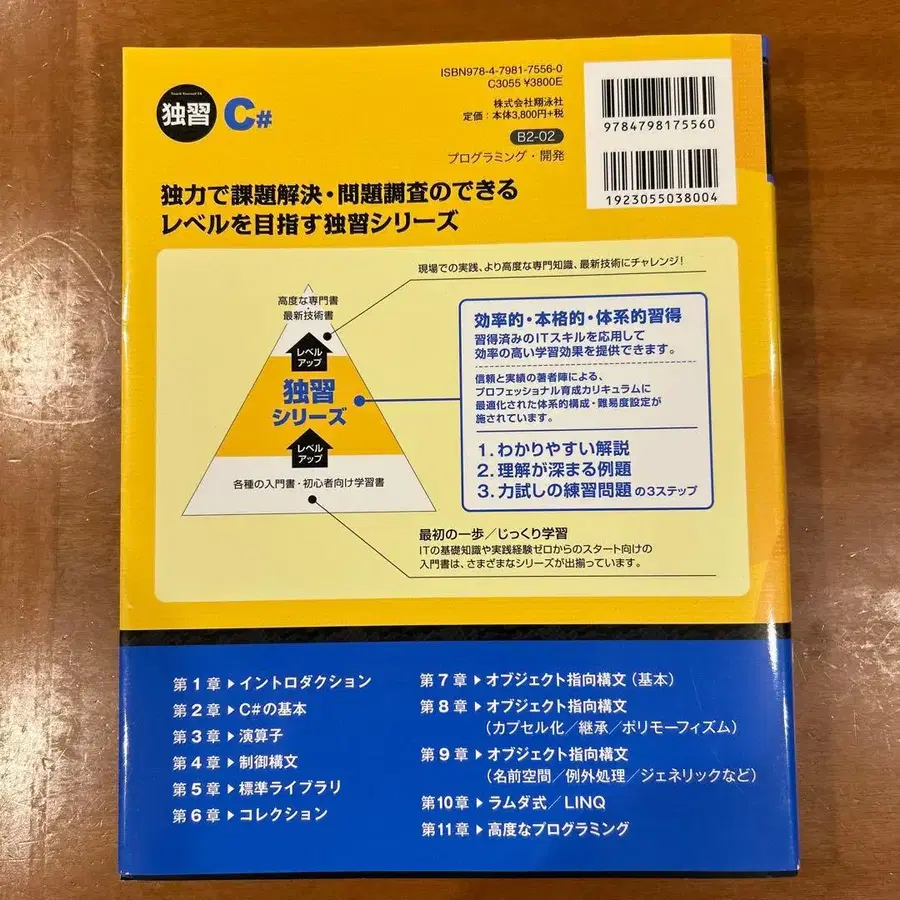 ISBN978-4-7981-7556-0
C3055 ¥3800E
株式会社翔泳社
定価：本体3,800円+税
B2-02
プログラミング・開発
9784798175560
1923055038004
独習 C#
独力で課題解決・問題調査のできる
レベルを目指す独習シリーズ
現場での実践、より高度な専門知識、最新技術にチャレンジ！
高度な専門書
最新技術書
レベル
アップ
独習
シリーズ
レベル
アップ
各種の入門書・初心者向け学習書
効率的・本格的・体系的習得
習得済みのITスキルを応用して
効率の高い学習効果を提供できます。
信頼と実績の著者陣による、
プロフェッショナル育成カリキュラムに
最適化された体系的構成・難易度設定が
施されています。
1. わかりやすい解説
2. 理解が深まる例題
3. 力試しの練習問題 の3ステップ
最初の一歩／じっくり学習
ITの基礎知識や実践経験ゼロからのスタート向けの
入門書は、さまざまなシリーズが出揃っています。
第1章▶イントロダクション
第2章▶C#の基本
第3章▶演算子
第4章▶制御構文
第5章▶標準ライブラリ
第6章▶コレクション
第7章▶オブジェクト指向構文（基本）
第8章▶オブジェクト指向構文
（カプセル化／継承／ポリモーフィズム）
第9章▶オブジェクト指向構文
（名前空間／例外処理／ジェネリックなど）
第10章▶ラムダ式／LINQ
第11章▶高度なプログラミング